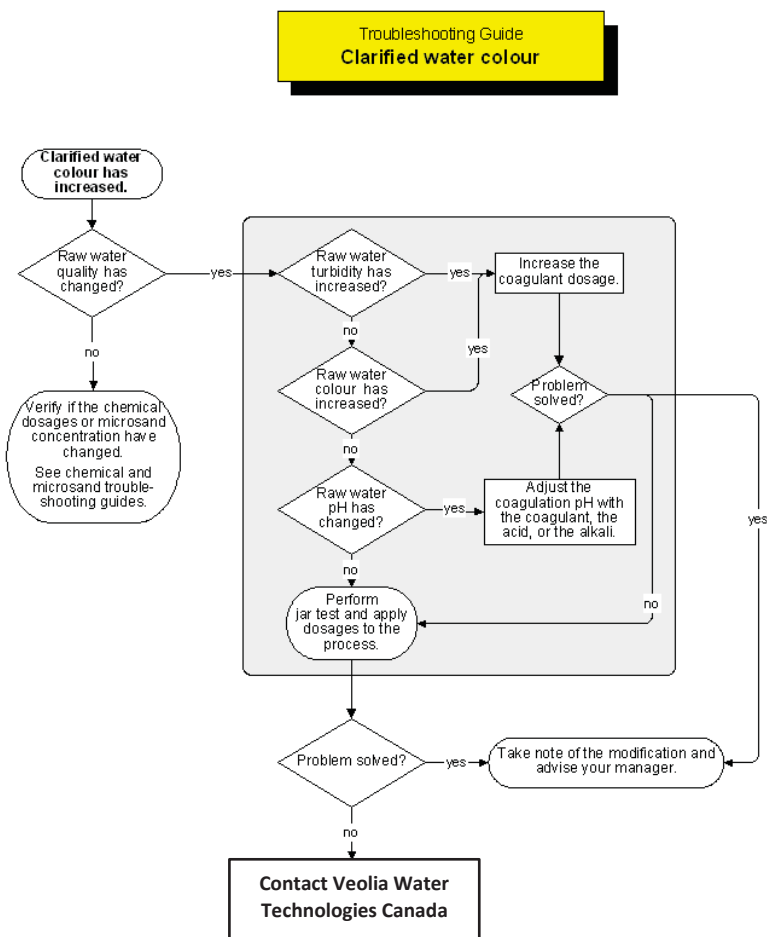 Troubleshooting Guide
Clarified water colour
Clarified water
colour has
increased.
Raw water
quality has
changed?
yes
Raw water
turbidity has
increased?
yes
Increase the
coagulant dosage.
no
no
yes
Raw water
colour has
increased?
Problem
solved?
yes
Verify if the chemical
dosages or microsand
concentration have
changed.
See chemical and
microsand trouble-
shooting guides.
no
Raw water
pH has
changed?
yes
Adjust the
coagulation pH with
the coagulant, the
acid, or the alkali.
yes
no
Perform
jar test and apply
dosages to the
process.
no
Problem solved?
yes
Take note of the modification and
advise your manager.
no
Contact Veolia Water
Technologies Canada